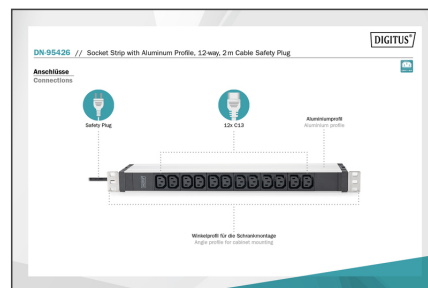 DIGITUS®
DN-95426 // Socket Strip with Aluminum Profile, 12-way, 2 m Cable Safety Plug
Anschlüsse
Connections
Safety Plug
12x C13
Aluminiumprofil
Aluminium profile
Winkelprofil für die Schrankmontage
Angle profile for cabinet mounting